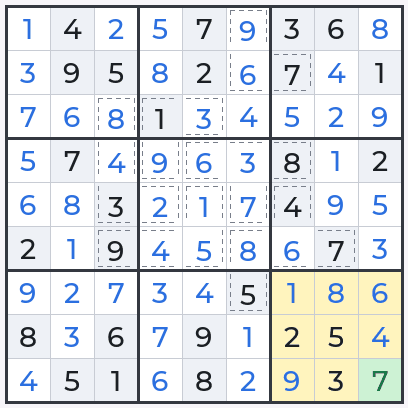 1 4 2 5 7 9 3 6 8
3 9 5 8 2 6 7 4 1
7 6 8 1 3 4 5 2 9
5 7 4 9 6 3 8 1 2
6 8 3 2 1 7 4 9 5
2 1 9 4 5 8 6 7 3
9 2 7 3 4 5 1 8 6
8 3 6 7 9 1 2 5 4
4 5 1 6 8 2 9 3 7